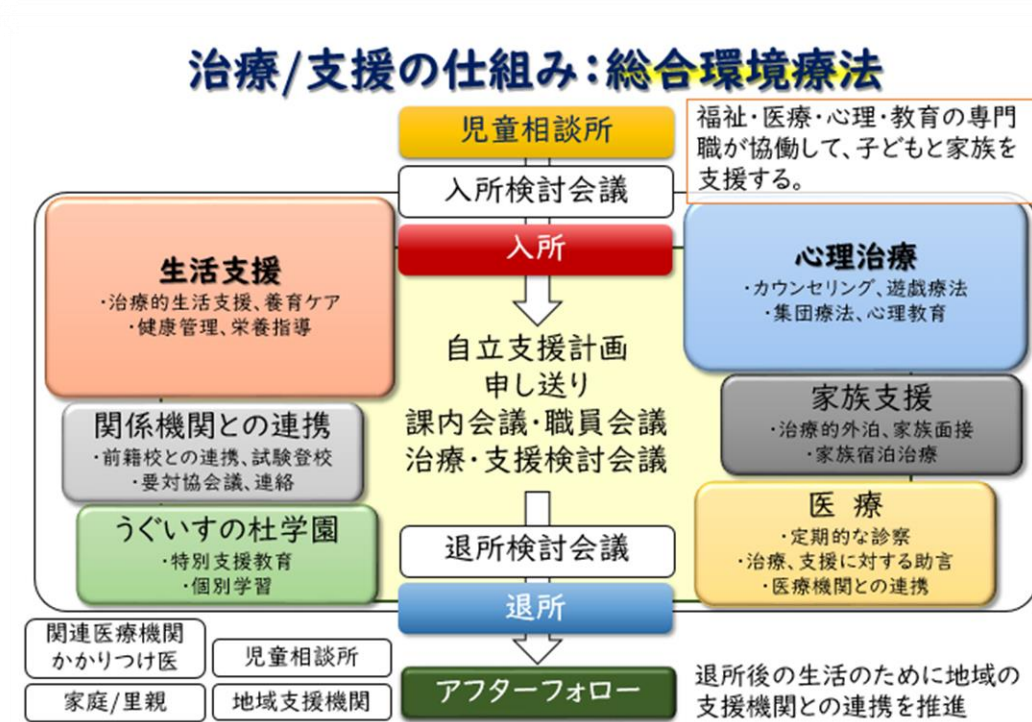 治療/支援の仕組み:総合環境療法
児童相談所
福祉・医療・心理・教育の専門
職が協働して、子どもと家族を
支援する。
入所検討会議
入所
生活支援
・治療的生活支援、養育ケア
・健康管理、栄養指導
心理治療
・カウンセリング、遊戯療法
・集団療法、心理教育
自立支援計画
申し送り
課内会議・職員会議
治療・支援検討会議
関係機関との連携
・前籍校との連携、試験登校
・要対協会議、連絡
家族支援
・治療的外泊、家族面接
・家族宿泊治療
うぐいすの杜学園
・特別支援教育
・個別学習
医 療
・定期的な診察
・治療、支援に対する助言
・医療機関との連携
退所検討会議
退所
関連医療機関
かかりつけ医
児童相談所
家庭/里親
地域支援機関
アフターフォロー
退所後の生活のために地域の
支援機関との連携を推進